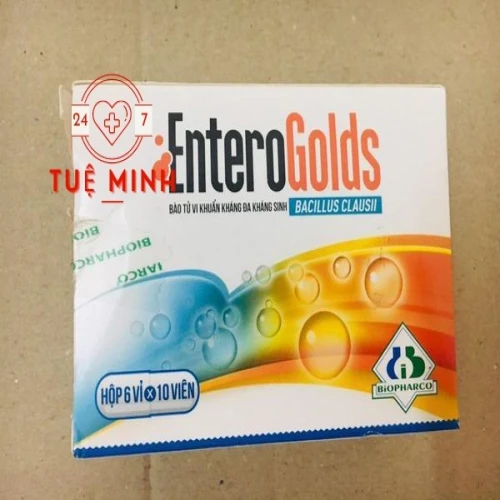 24 7
TUỆ MINH
EnteroGolds
BÀO TỬ VI KHUẨN KHÁNG ĐA KHÁNG SINH BACILLUS CLAUSII
BIOPHARCO
HỘP 6 VỈ x 10 VIÊN
BiOPHARCO